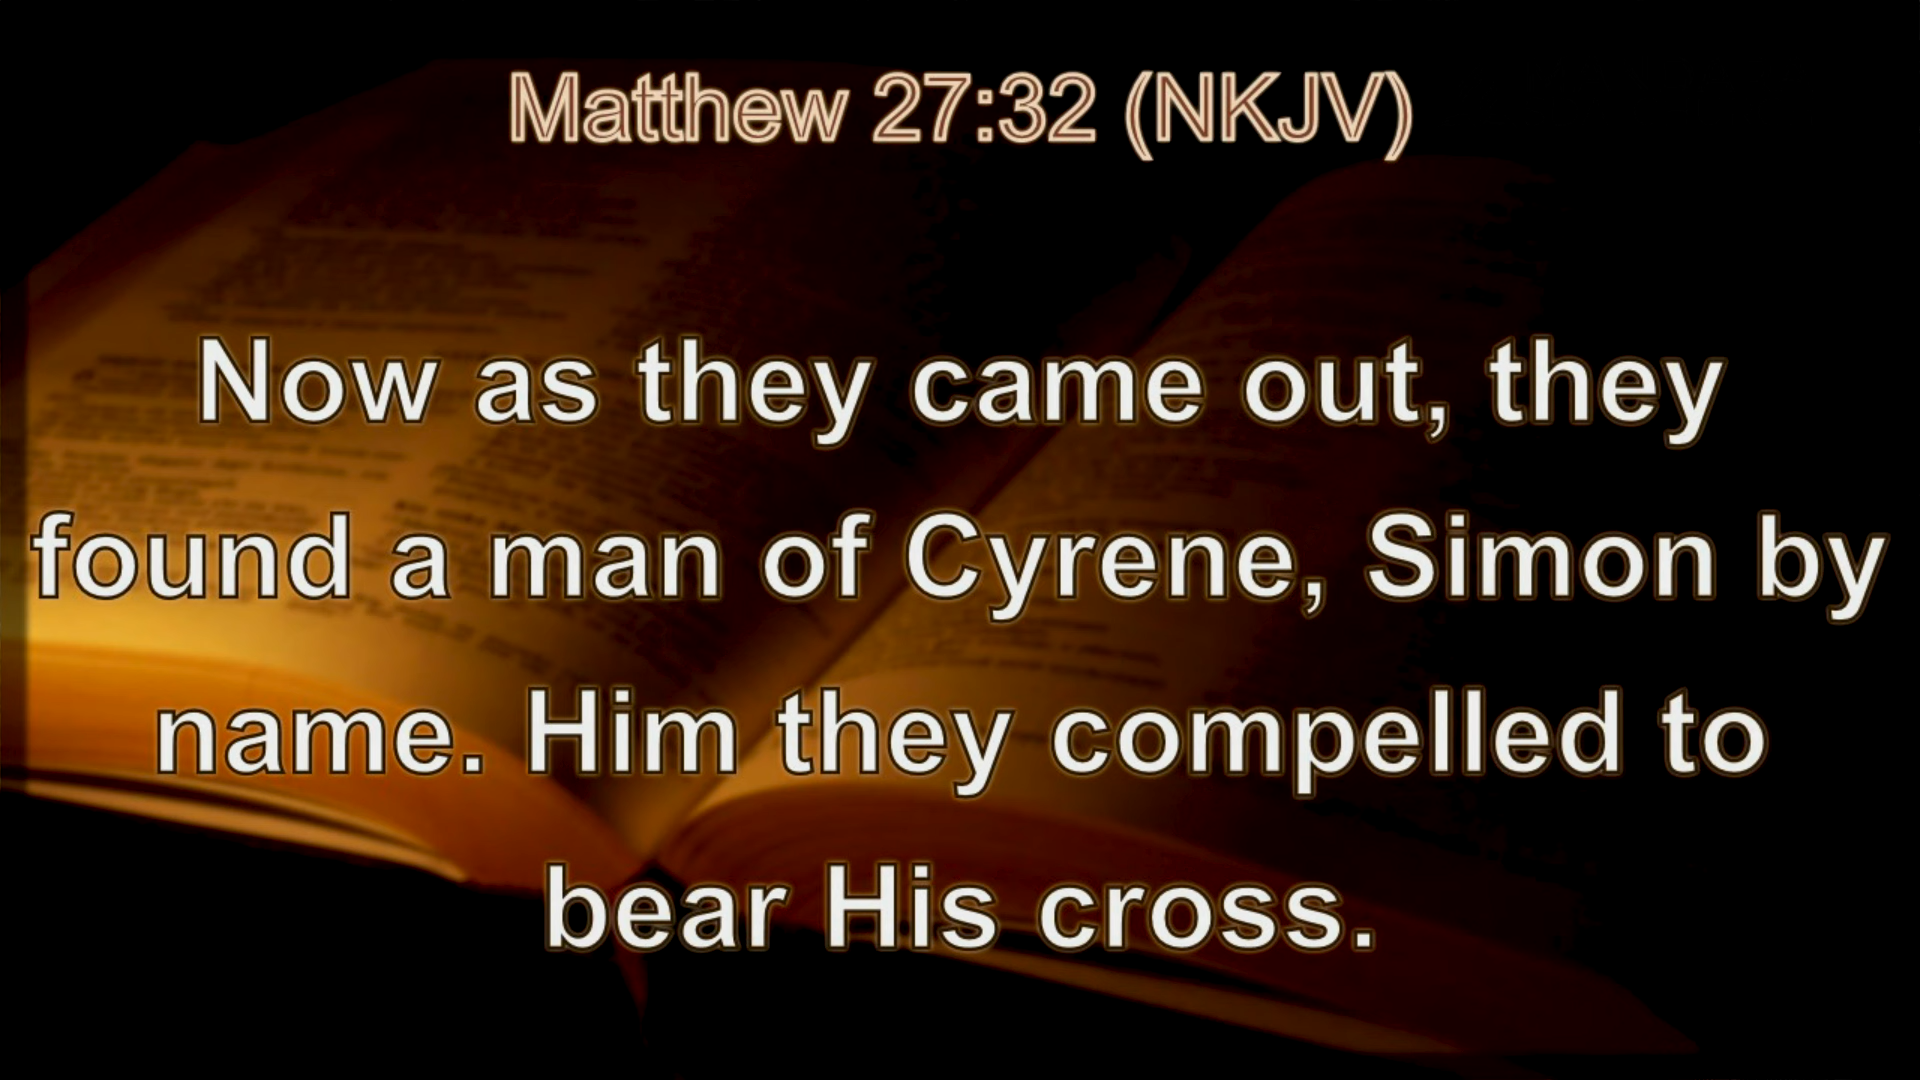 Matthew 27:32 (NKJV)
Now as they came out, they
found a man of Cyrene, Simon by
name. Him they compelled to
bear His cross.